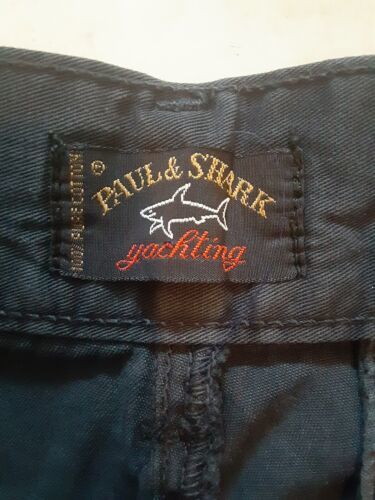 PAUL & SHARK
yachting
100% PURE COTTON
®